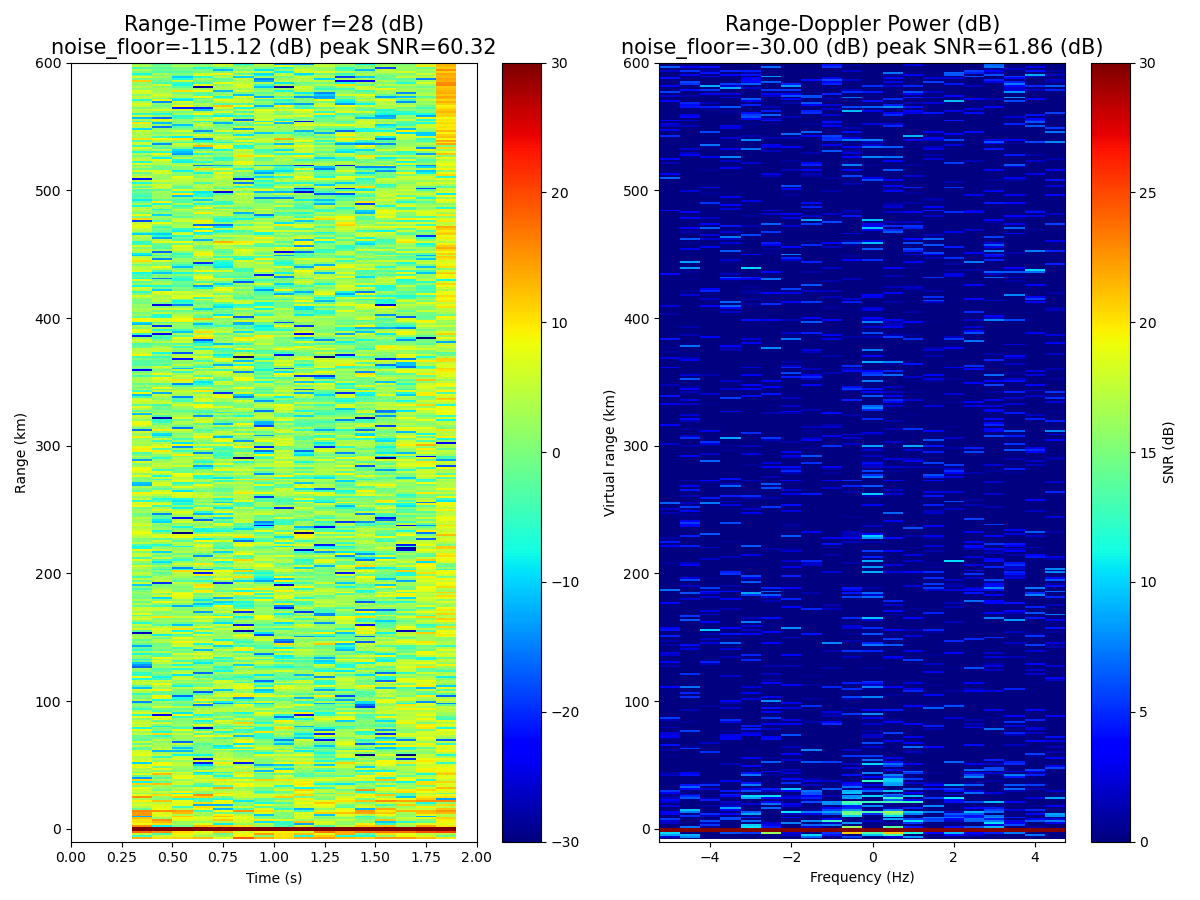 Range-Time Power f=28 (dB)
noise_floor=-115.12 (dB) peak SNR=60.32
Range (km)
600
500
400
300
200
100
0
0.00 0.25 0.50 0.75 1.00 1.25 1.50 1.75 2.00
Time (s)
30
20
10
0
−10
−20
−30
Range-Doppler Power (dB)
noise_floor=-30.00 (dB) peak SNR=61.86 (dB)
Virtual range (km)
600
500
400
300
200
100
0
−4 −2 0 2 4
Frequency (Hz)
30
25
20
15
10
5
0
SNR (dB)